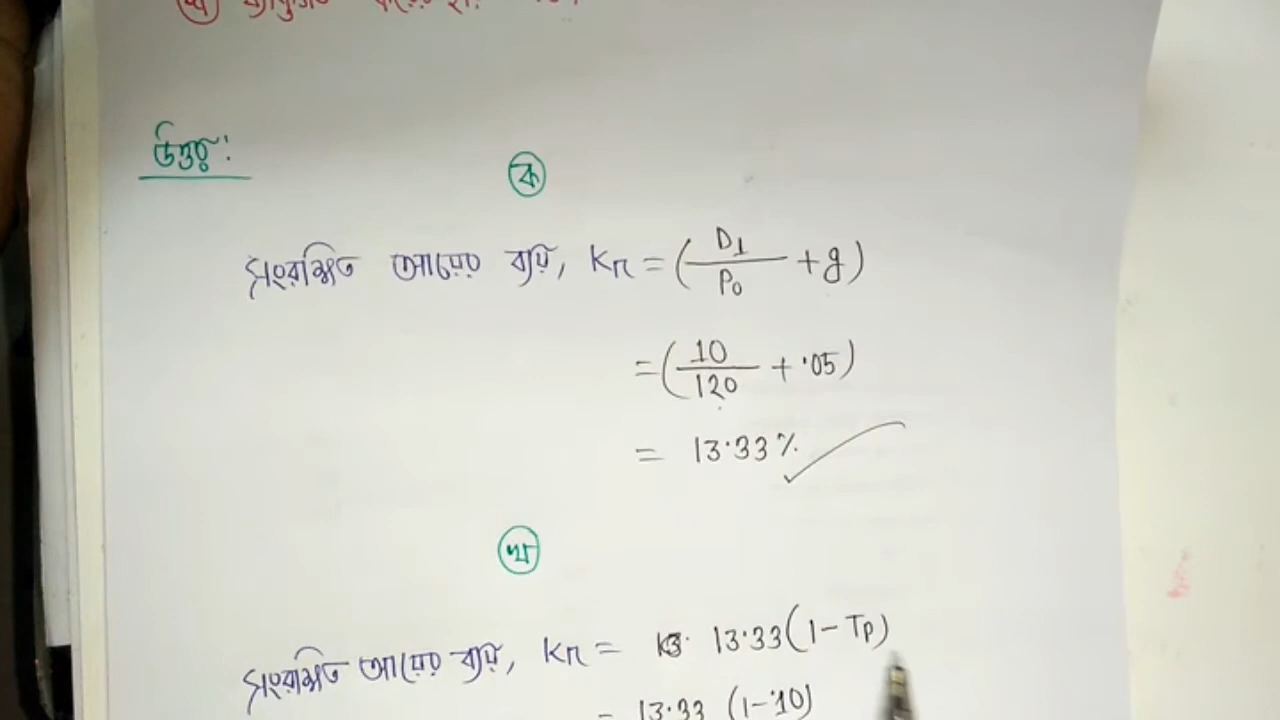 উত্তর:
ক
সংরক্ষিত আয়ের ব্যয়, Kr = (D1/P0 + g)
= (10/120 + .05)
= 13.33%
খ
সংরক্ষিত আয়ের ব্যয়, Kr = 13.33 (1 - Tp)
= 13.33 (1 - .10)